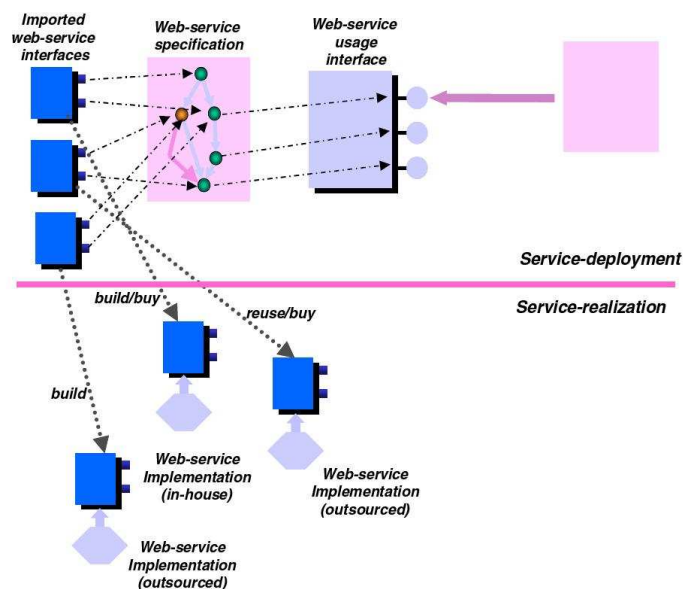 Imported
web-service
interfaces
Web-service
specification
Web-service
usage
interface
Service-deployment
Service-realization
build/buy
reuse/buy
build
Web-service
Implementation
(in-house)
Web-service
Implementation
(outsourced)
Web-service
Implementation
(outsourced)